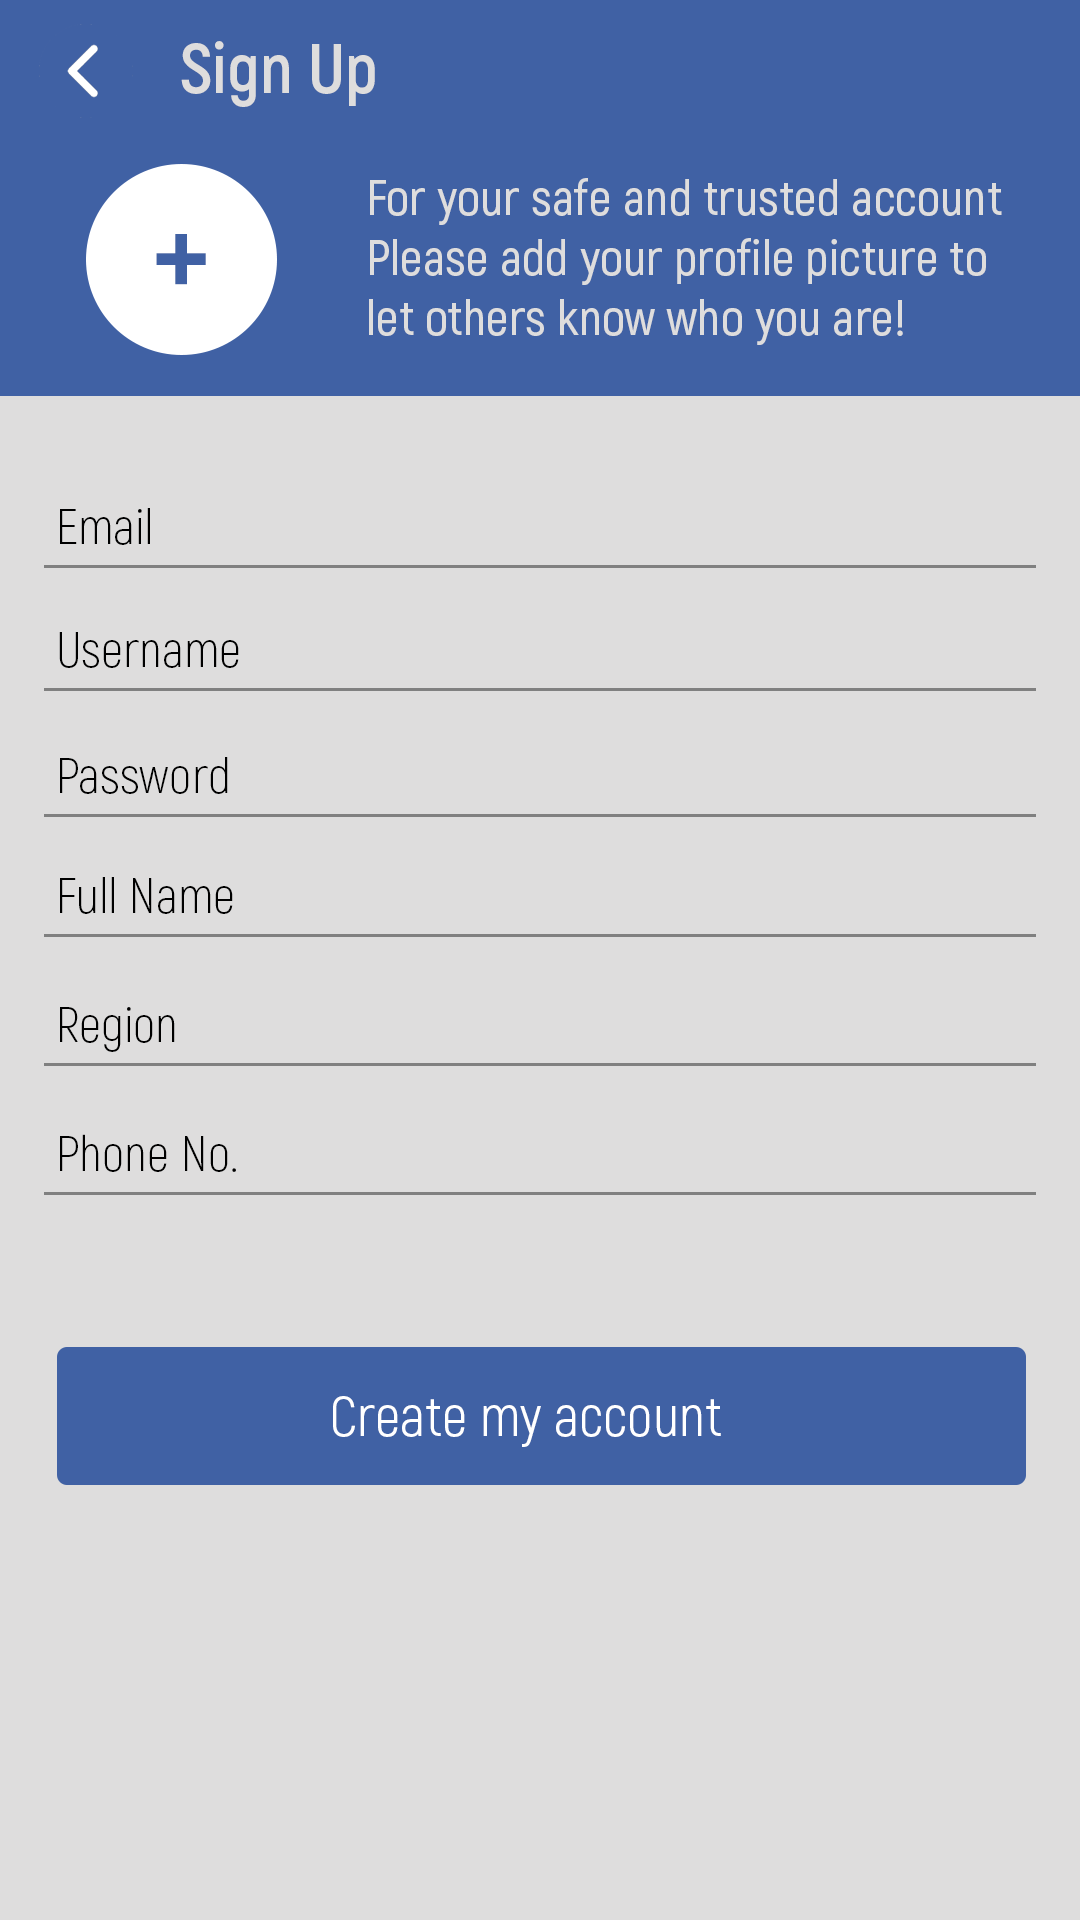 Sign Up
For your safe and trusted account
Please add your profile picture to
let others know who you are!
Email
Username
Password
Full Name
Region
Phone No.
Create my account